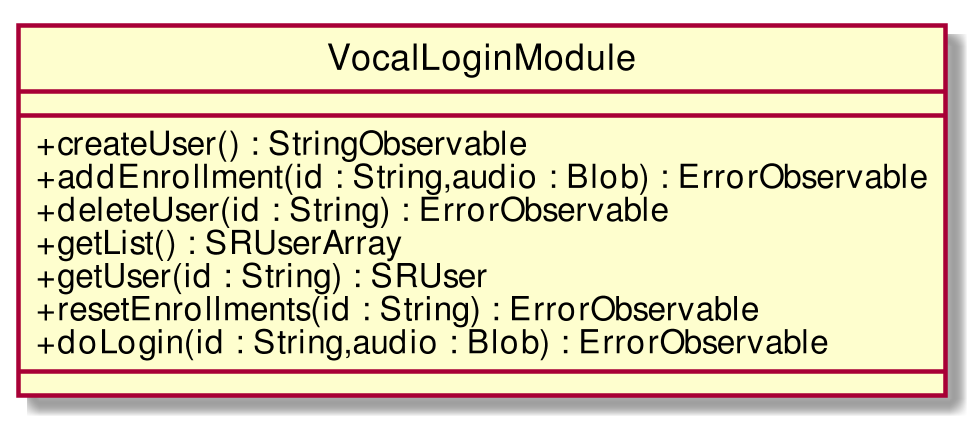 VocalLoginModule
+createUser() : StringObservable
+addEnrollment(id : String,audio : Blob) : ErrorObservable
+deleteUser(id : String) : ErrorObservable
+getList() : SRUserArray
+getUser(id : String) : SRUser
+resetEnrollments(id : String) : ErrorObservable
+doLogin(id : String,audio : Blob) : ErrorObservable